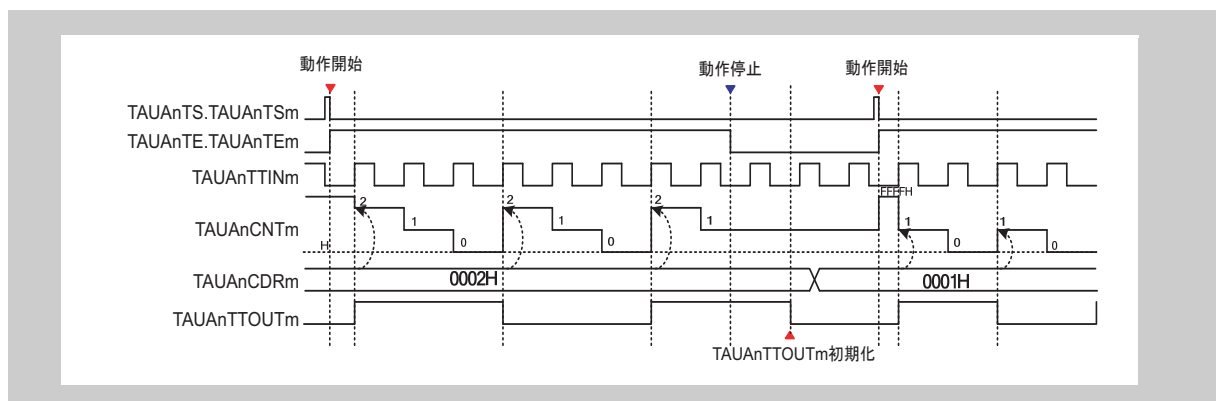 動作開始 動作停止 動作開始
TAUAnTS.TAUAnTSm
TAUAnTE.TAUAnTEm
TAUAnTTINm
FFFFH
TAUAnCNTm
2 1 0 2 1 0 2 1 1 0 1 0
H
TAUAnCDRm
0002H 0001H
TAUAnTTOUTm
TAUAnTTOUTm初期化